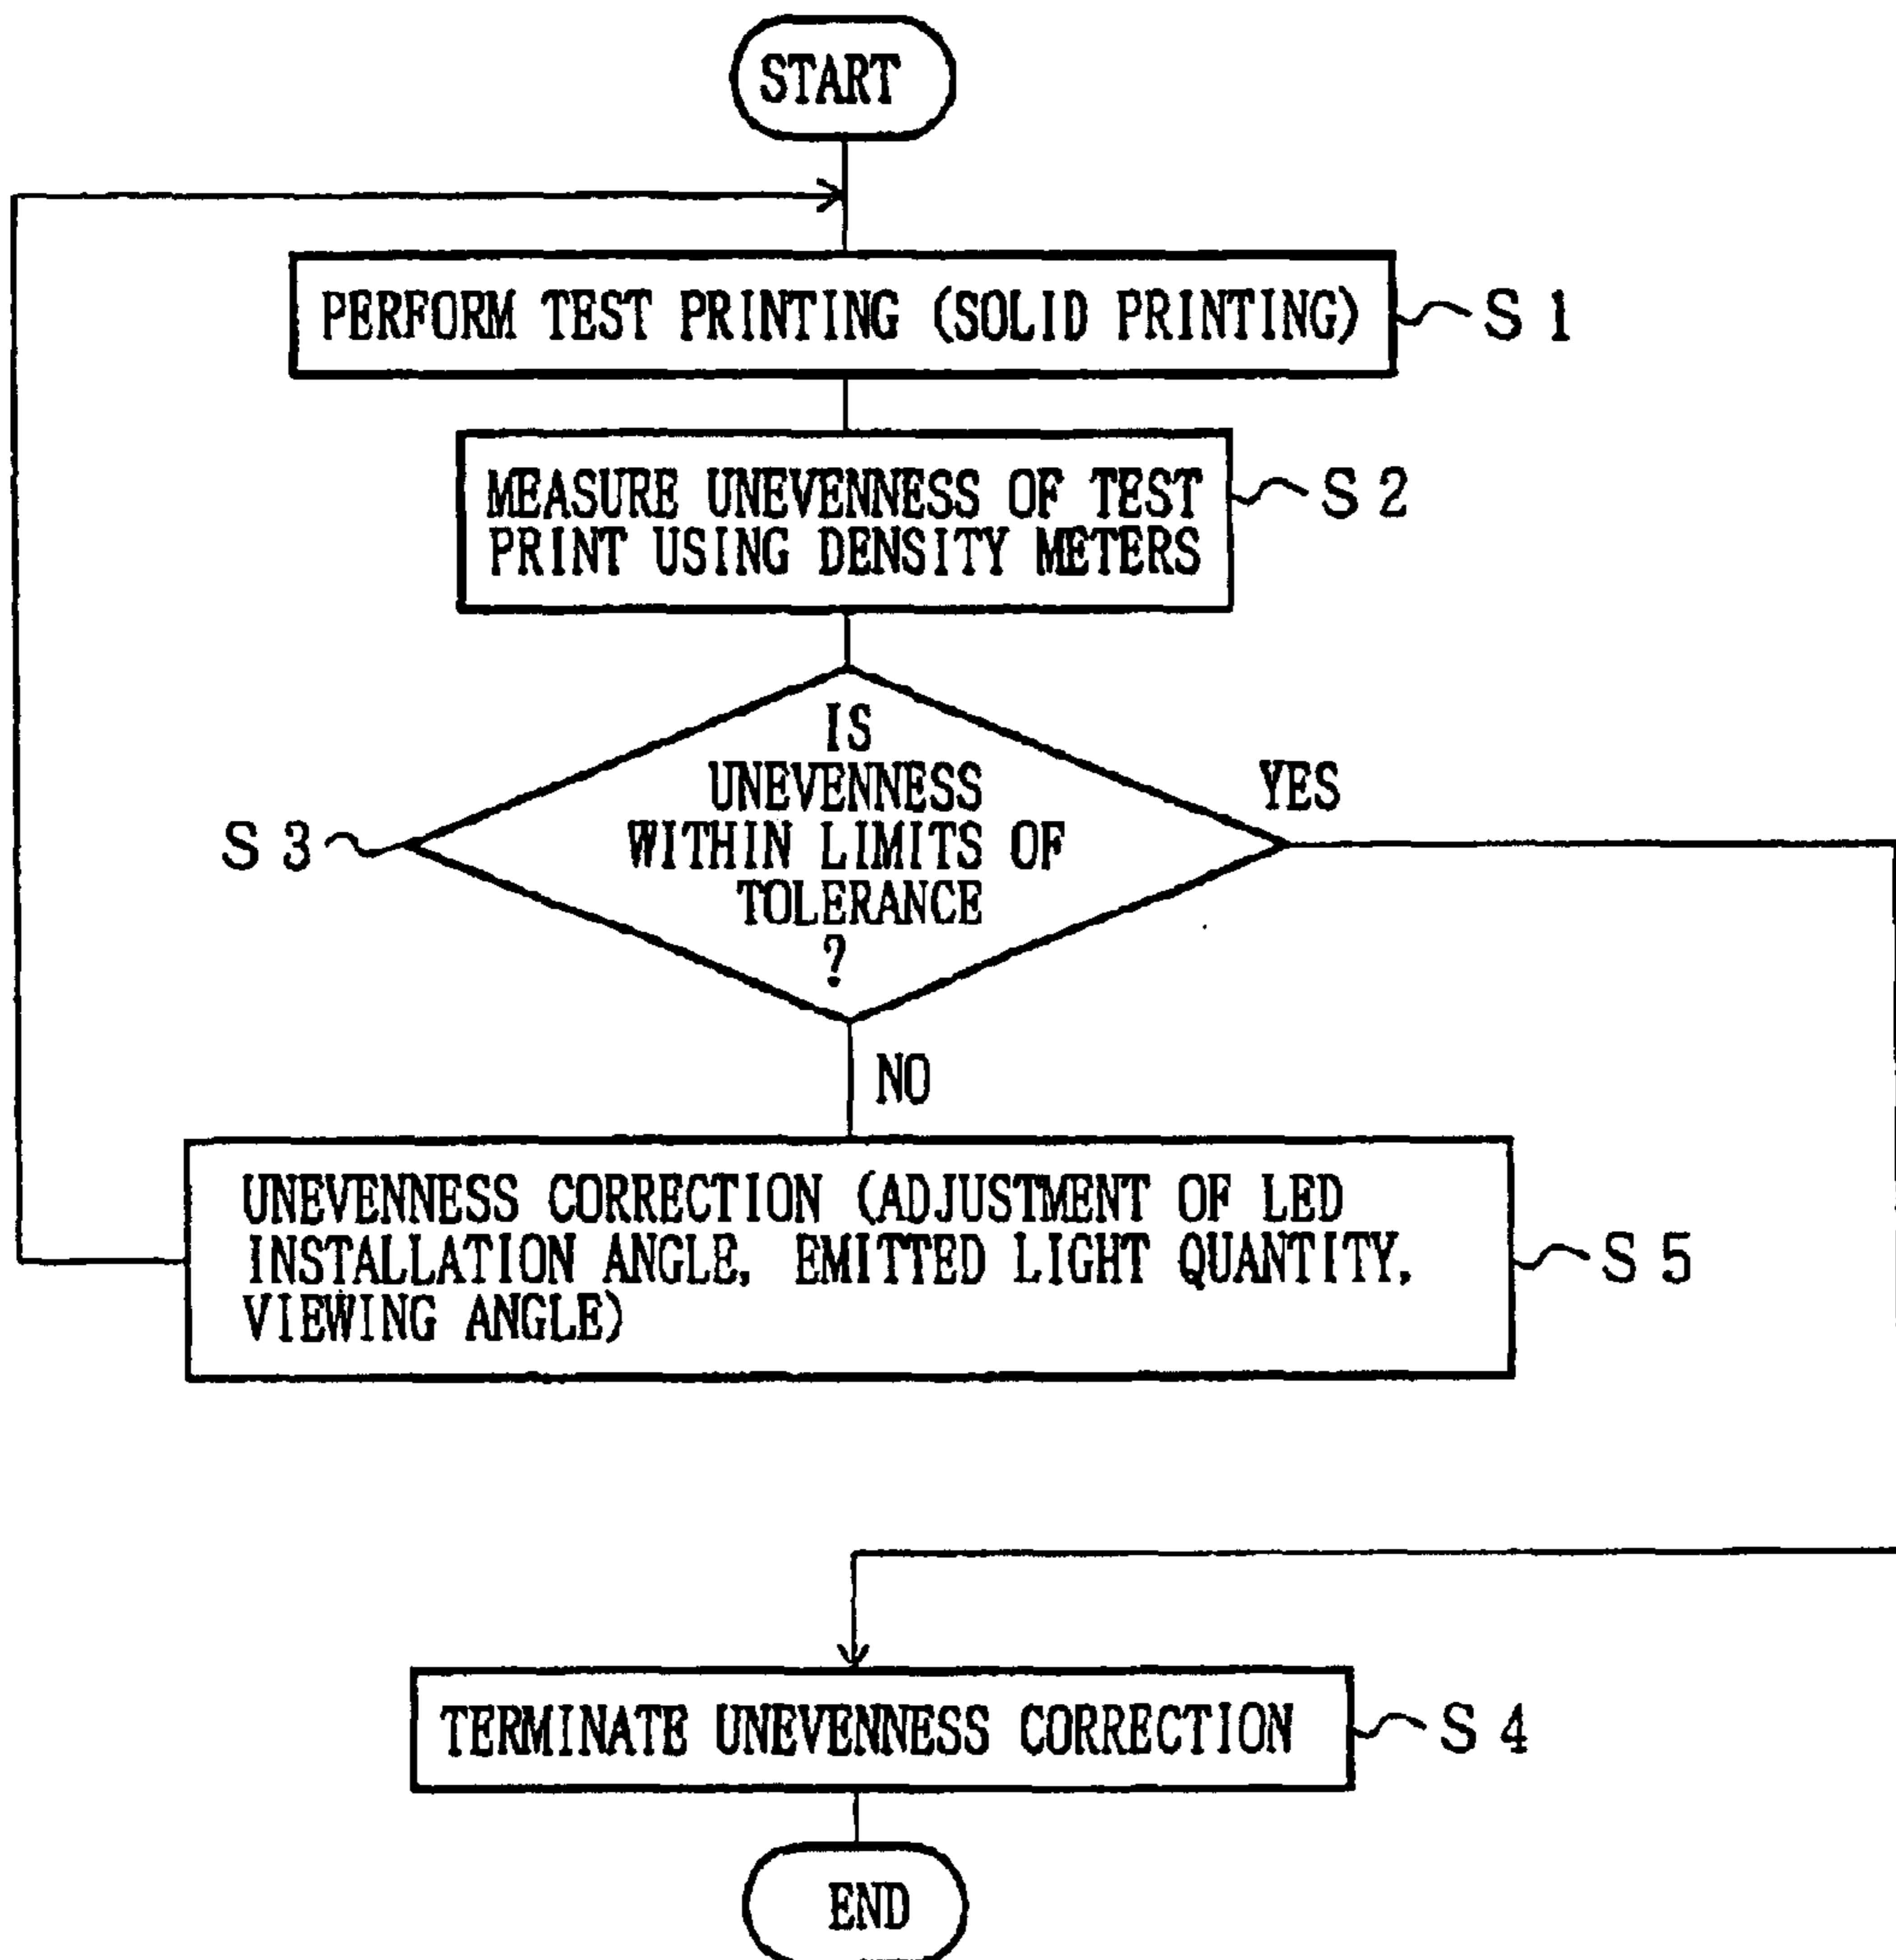 START
PERFORM TEST PRINTING (SOLID PRINTING)
S 1
MEASURE UNEVENNESS OF TEST
PRINT USING DENSITY METERS
S 2
IS
UNEVENNESS
WITHIN LIMITS OF
TOLERANCE
?
S 3
YES
NO
UNEVENNESS CORRECTION (ADJUSTMENT OF LED
INSTALLATION ANGLE, EMITTED LIGHT QUANTITY,
VIEWING ANGLE)
S 5
TERMINATE UNEVENNESS CORRECTION
S 4
END